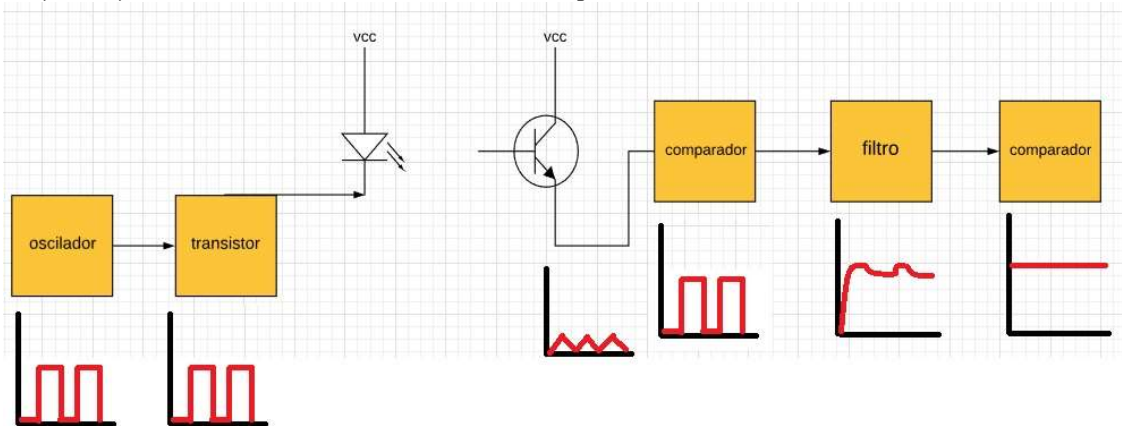 vcc
vcc
comparador
filtro
comparador
oscilador
transistor